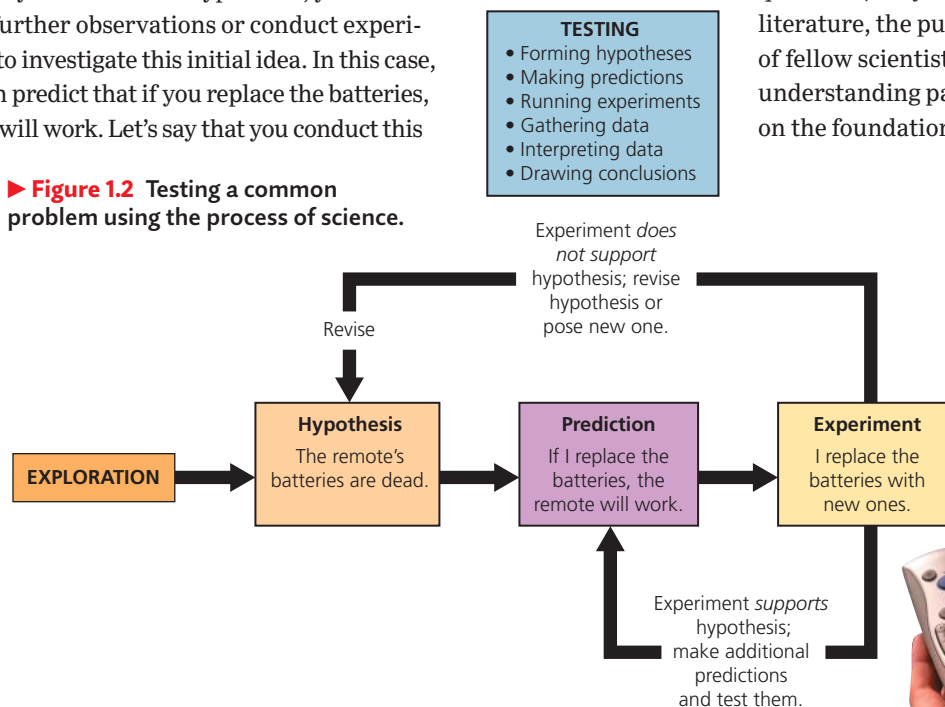 further observations or conduct experi-
to investigate this initial idea. In this case,
predict that if you replace the batteries,
will work. Let's say that you conduct this
▶ Figure 1.2 Testing a common
problem using the process of science.
TESTING
• Forming hypotheses
• Making predictions
• Running experiments
• Gathering data
• Interpreting data
• Drawing conclusions
literature, the pu
of fellow scientist
understanding pa
on the foundation
Experiment does
not support
hypothesis; revise
hypothesis or
pose new one.
Revise
EXPLORATION
Hypothesis
The remote's
batteries are dead.
Prediction
If I replace the
batteries, the
remote will work.
Experiment
I replace the
batteries with
new ones.
Experiment supports
hypothesis;
make additional
predictions
and test them.